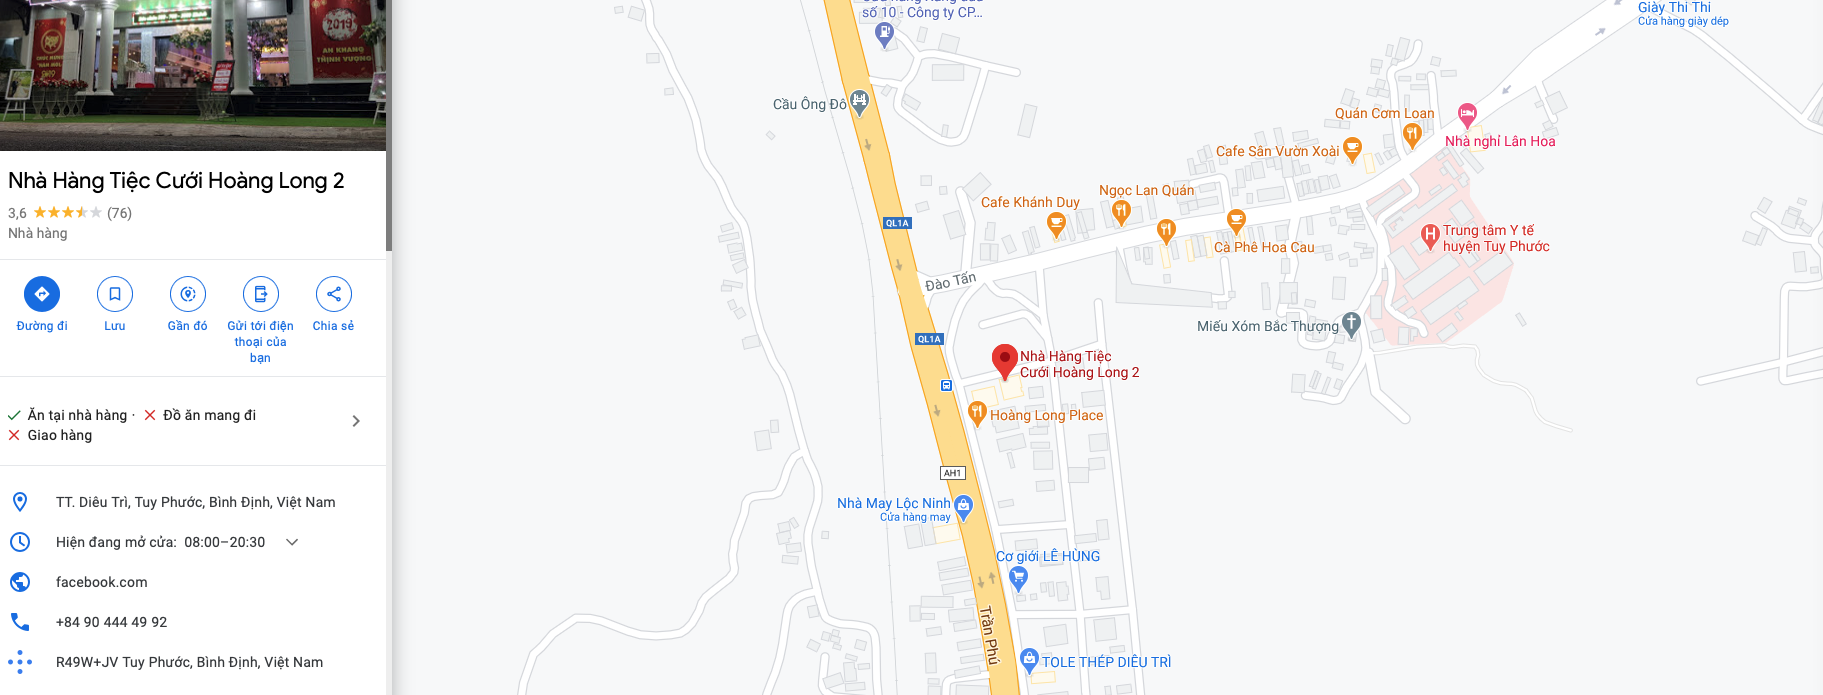 2019
AN KHANG
THỊNH VƯỢNG
Nhà Hàng Tiệc Cưới Hoàng Long 2
3,6 (76)
Nhà hàng
Đường đi
Lưu
Gần đó
Gửi tới điện
thoại của
bạn
Chia sẻ
Ăn tại nhà hàng · Đồ ăn mang đi
Giao hàng
TT. Diêu Trì, Tuy Phước, Bình Định, Việt Nam
Hiện đang mở cửa: 08:00–20:30
facebook.com
+84 90 444 49 92
R49W+JV Tuy Phước, Bình Định, Việt Nam
số 10 - Công ty CP...
Giày Thi Thi
Cửa hàng giày dép
Cầu Ông Đô
Quán Cơm Loan
Nhà nghỉ Lân Hoa
Cafe Sân Vườn Xoài
Ngọc Lan Quán
Cafe Khánh Duy
QL1A
Cà Phê Hoa Cau
Trung tâm Y tế
huyện Tuy Phước
Đào Tấn
Miếu Xóm Bắc Thượng
QL1A
Nhà Hàng Tiệc
Cưới Hoàng Long 2
Hoàng Long Place
AH1
Nhà May Lộc Ninh
Cửa hàng may
Cơ giới LÊ HÙNG
Trần Phú
TOLE THÉP DIÊU TRÌ